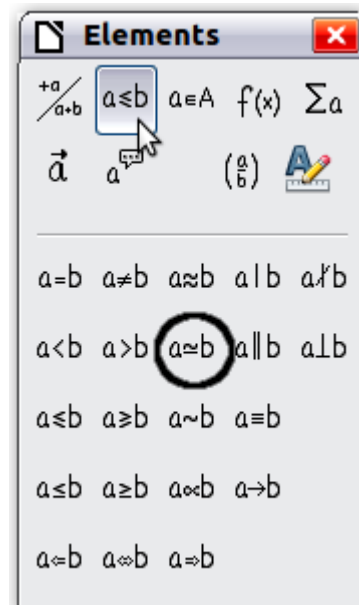 Elements
+a/a+b a⩽b a∈A f(x) Σa
a⃗ a (a/b) A
a=b a≠b a≈b a∣b a∤b
a<b a>b a≃b a∥b a⊥b
a⩽b a⩾b a~b a≡b
a≤b a≥b a∝b a→b
a⇐b a⇔b a⇒b